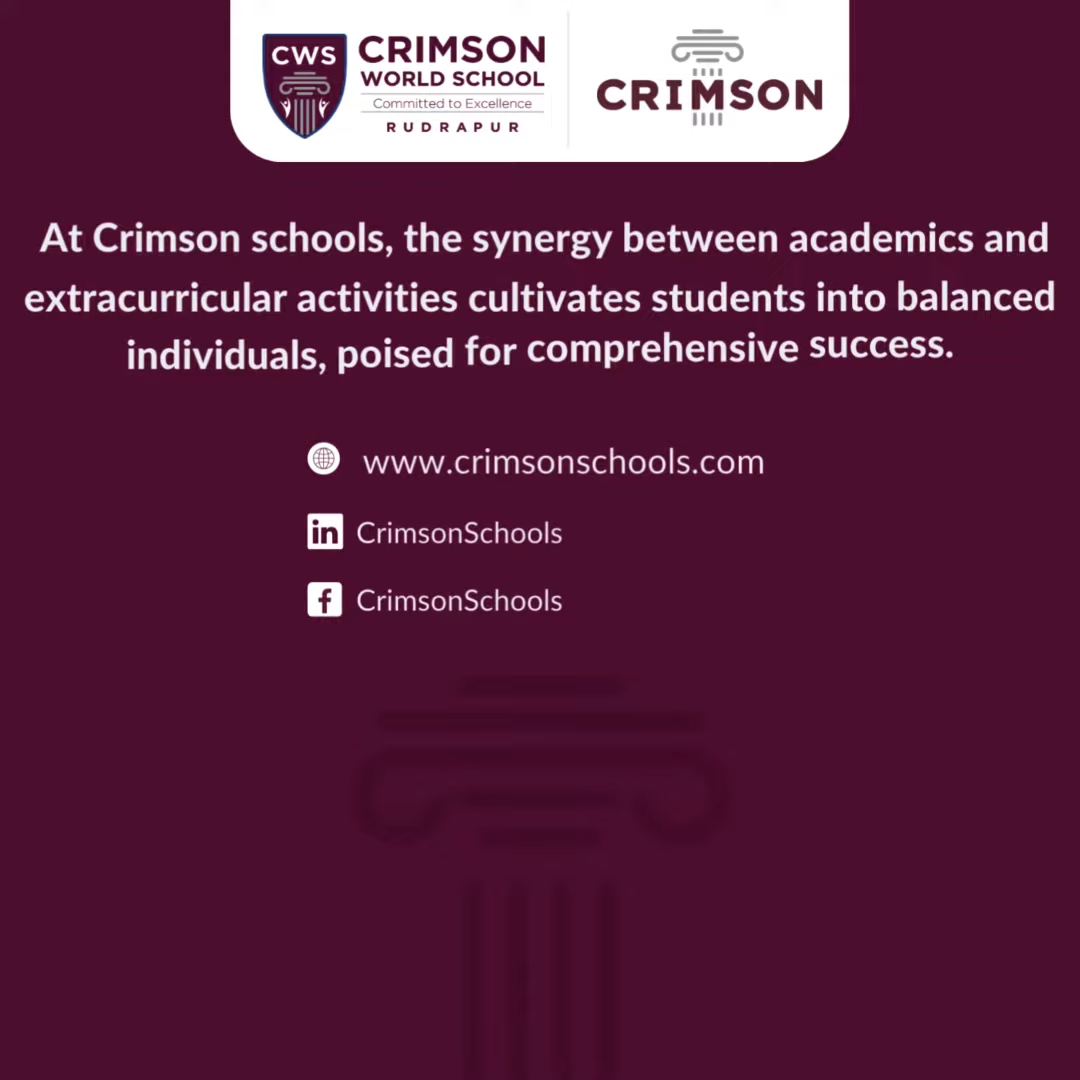 CWS
CRIMSON
WORLD SCHOOL
Committed to Excellence
RUDRAPUR
CRIMSON
At Crimson schools, the synergy between academics and
extracurricular activities cultivates students into balanced
individuals, poised for comprehensive success.
www.crimsonschools.com
in CrimsonSchools
f CrimsonSchools